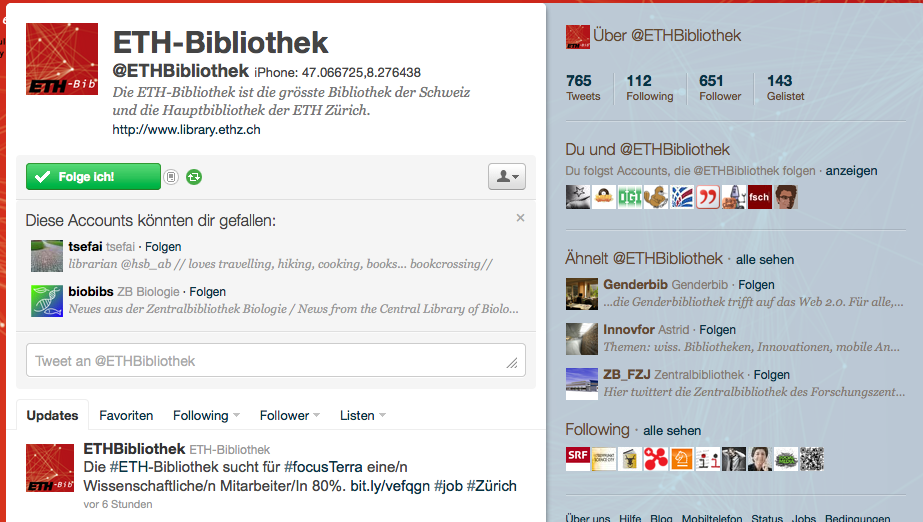 ETH-Bib
ETH-Bibliothek
@ETHBibliothek iPhone: 47.066725,8.276438
Die ETH-Bibliothek ist die grösste Bibliothek der Schweiz
und die Hauptbibliothek der ETH Zürich.
http://www.library.ethz.ch
Folge ich!
Diese Accounts könnten dir gefallen:
×
tsefai tsefai · Folgen
librarian @hsb_ab // loves travelling, hiking, cooking, books... bookcrossing//
biobibs ZB Biologie · Folgen
Neues aus der Zentralbibliothek Biologie / News from the Central Library of Biolo...
Tweet an @ETHBibliothek
Updates Favoriten Following Follower Listen
ETH-Bib
ETHBibliothek ETH-Bibliothek
Die #ETH-Bibliothek sucht für #focusTerra eine/n
Wissenschaftliche/n Mitarbeiter/In 80%. bit.ly/vefqgn #job #Zürich
vor 6 Stunden
Über @ETHBibliothek
765 112 651 143
Tweets Following Follower Gelistet
Du und @ETHBibliothek
Du folgst Accounts, die @ETHBibliothek folgen · anzeigen
DGI
fsch
Ähnelt @ETHBibliothek · alle sehen
Genderbib Genderbib · Folgen
...die Genderbibliothek trifft auf das Web 2.0. Für alle,...
Innovfor Astrid · Folgen
Themen: wiss. Bibliotheken, Innovationen, mobile An...
ZB_FZJ Zentralbibliothek · Folgen
Hier twittert die Zentralbibliothek des Forschungszent...
Following · alle sehen
SRF
Über uns Hilfe Blog Mobiltelefon Status Jobs Bedingungen